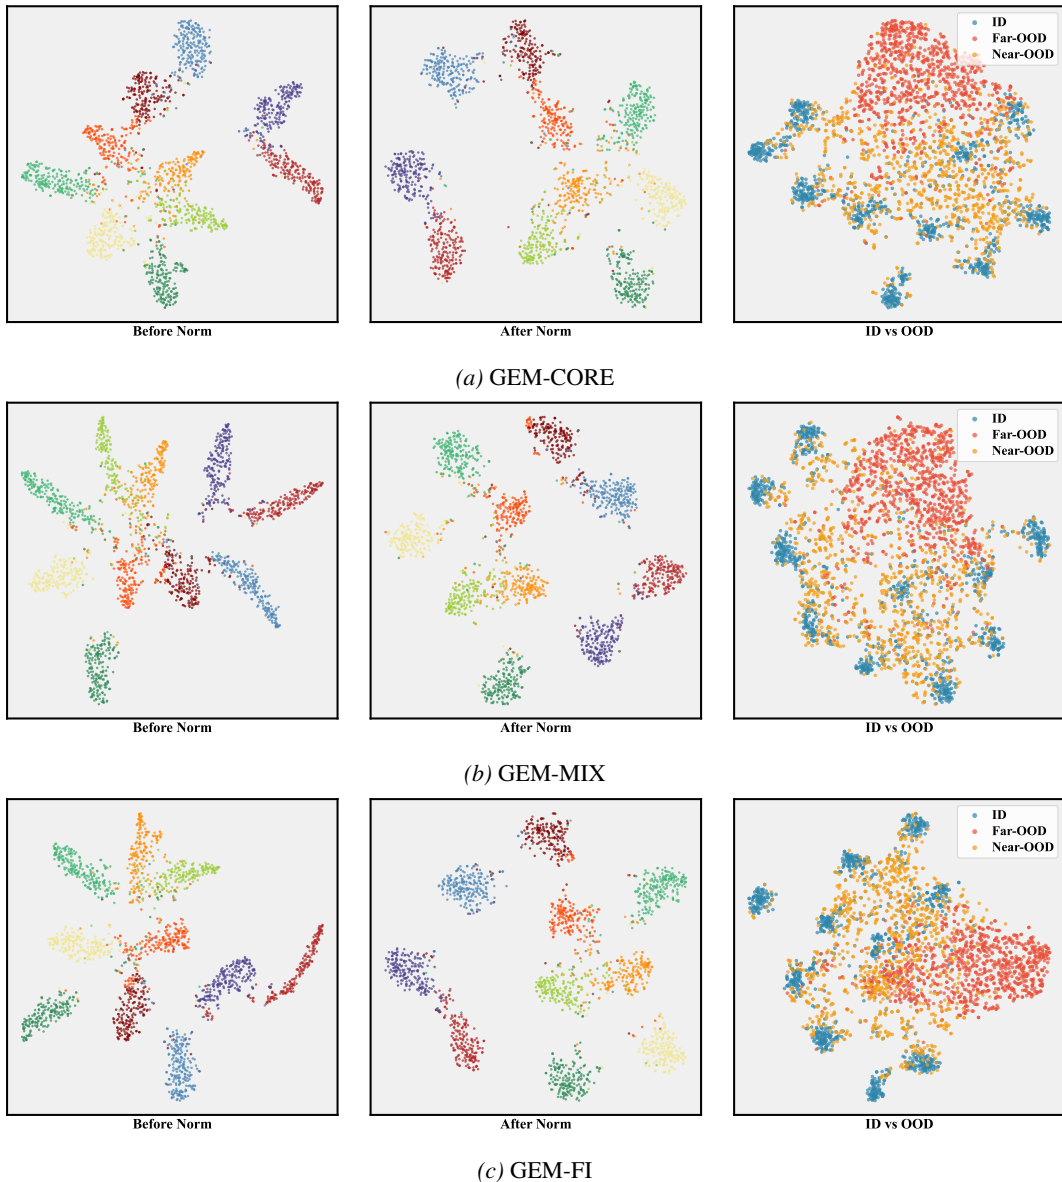 ID
Far-OOD
Near-OOD
Before Norm
After Norm
ID vs OOD
(a) GEM-CORE
ID
Far-OOD
Near-OOD
Before Norm
After Norm
ID vs OOD
(b) GEM-MIX
ID
Far-OOD
Near-OOD
Before Norm
After Norm
ID vs OOD
(c) GEM-FI